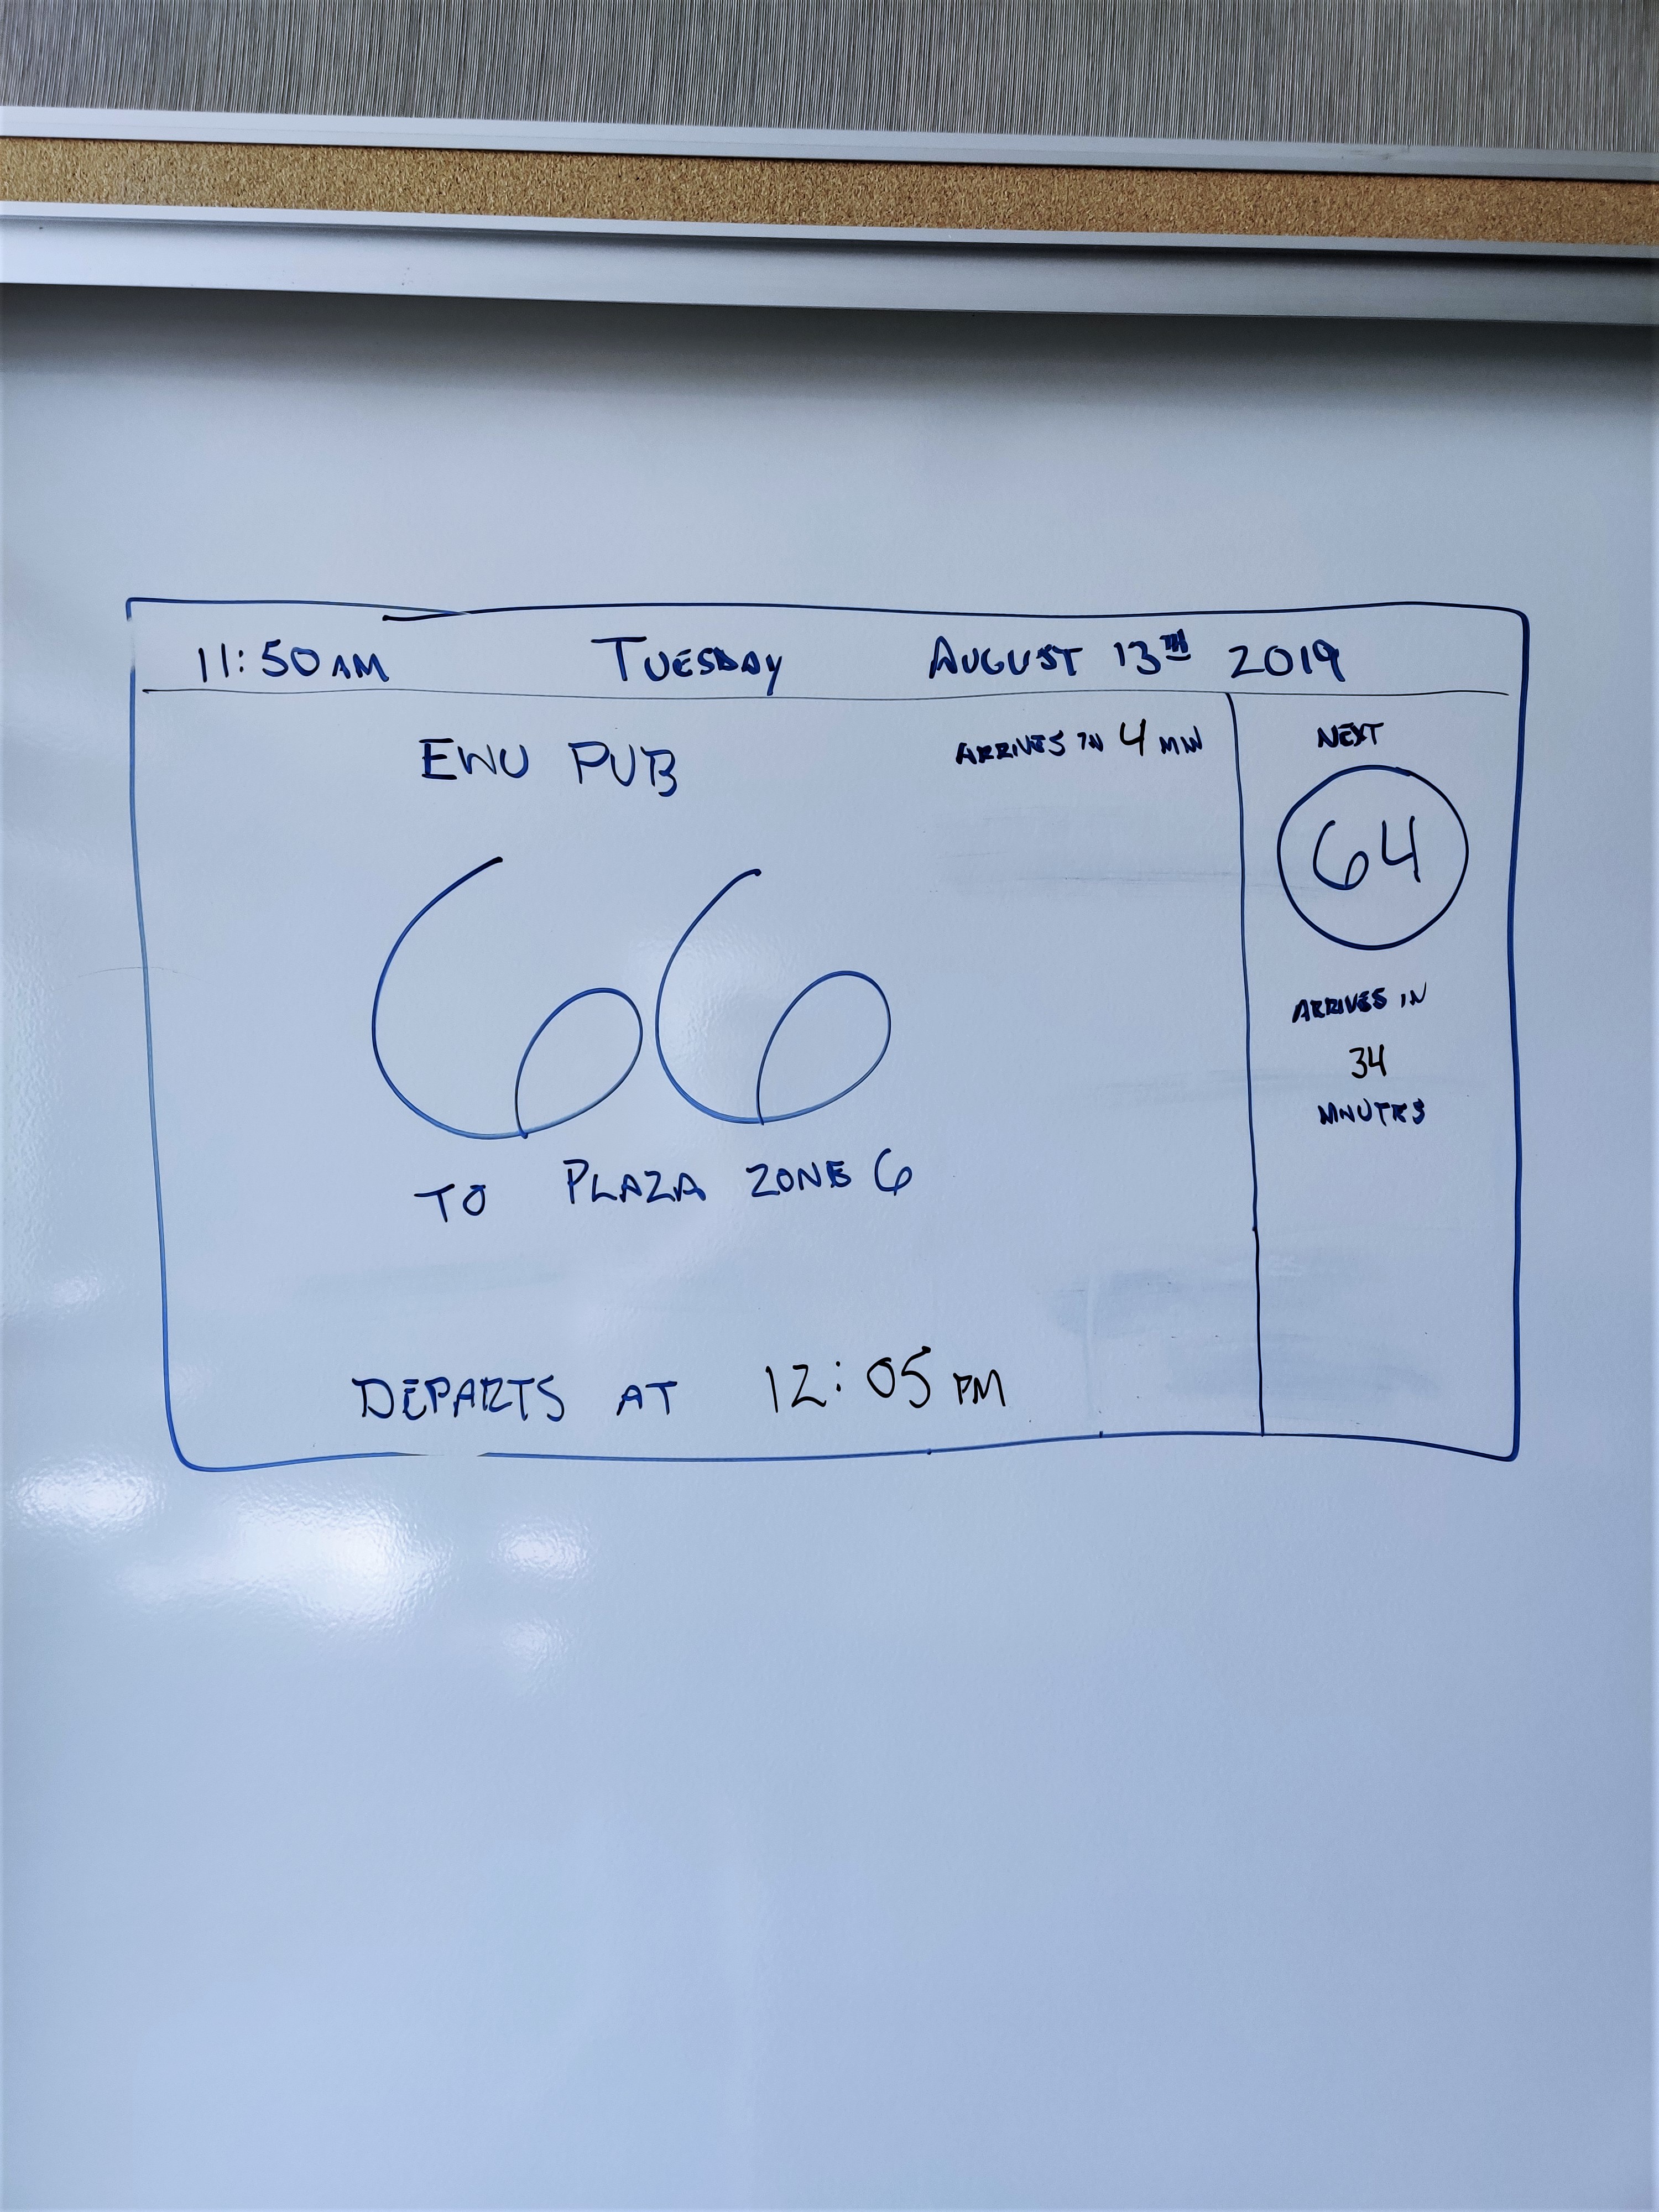 11:50 AM TUESDAY AUGUST 13TH 2019
EWU PUB
ARRIVES IN 4 MIN
66
TO PLAZA ZONE 6
DEPARTS AT 12:05 PM
NEXT
64
ARRIVES IN
34
MINUTES